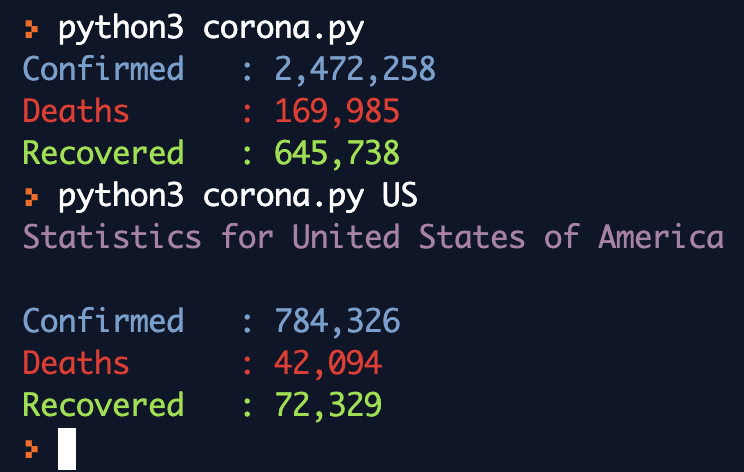 > python3 corona.py
Confirmed : 2,472,258
Deaths : 169,985
Recovered : 645,738
> python3 corona.py US
Statistics for United States of America
Confirmed : 784,326
Deaths : 42,094
Recovered : 72,329
>